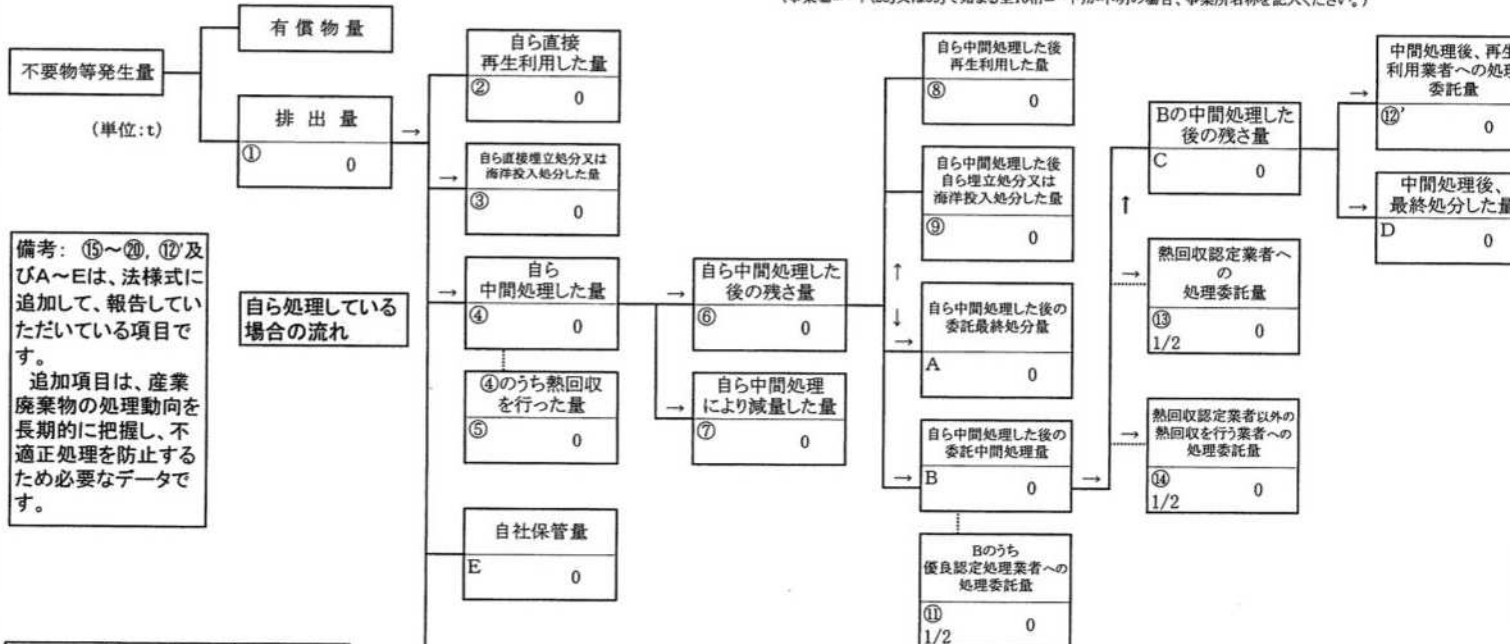 有償物量
不要物等発生量
(単位:t)
排出量
①
0
→
自ら直接
再生利用した量
②
0
→
自ら直接埋立処分又は
海洋投入処分した量
③
0
→
自ら
中間処理した量
④
0
④のうち熱回収
を行った量
⑤
0
自社保管量
E
0
備考: ⑮~⑳, ⑫'及
びA~Eは、法様式に
追加して、報告してい
ただいている項目で
す。
追加項目は、産業
廃棄物の処理動向を
長期的に把握し、不
適正処理を防止する
ため必要なデータで
す。
自ら処理している
場合の流れ
→
自ら中間処理した
後の残さ量
⑥
0
→
自ら中間処理
により減量した量
⑦
0
自ら中間処理した後
再生利用した量
⑧
0
自ら中間処理した後
自ら埋立処分又は
海洋投入処分した量
⑨
0
↑
↓
→
自ら中間処理した後の
委託最終処分量
A
0
→
自ら中間処理した後の
委託中間処理量
B
0
→
Bのうち
優良認定処理業者への
処理委託量
⑪
1/2
0
Bの中間処理した
後の残さ量
C
0
↑
→
熱回収認定業者へ
の
処理委託量
⑬
1/2
0
→
熱回収認定業者以外の
熱回収を行う業者への
処理委託量
⑭
1/2
0
→
中間処理後、再生
利用業者への処理
委託量
⑫'
0
→
中間処理後、
最終処分した量
D
0